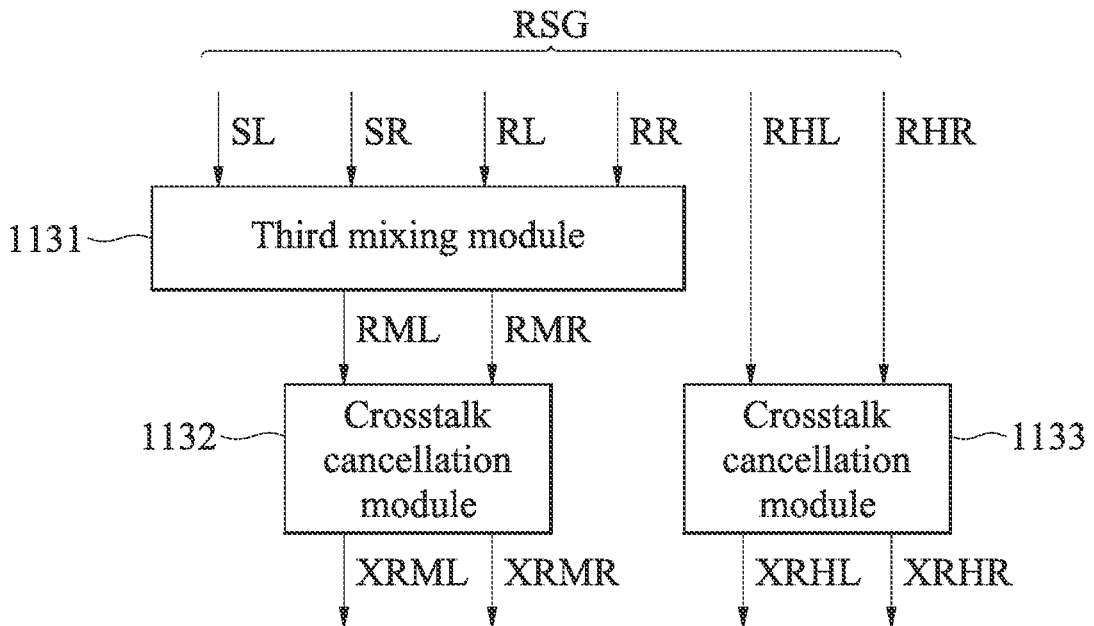 RSG
SL SR RL RR RHL RHR
1131 Third mixing module
RML RMR
1132 Crosstalk cancellation module
Crosstalk cancellation module 1133
XRML XRMR XRHL XRHR